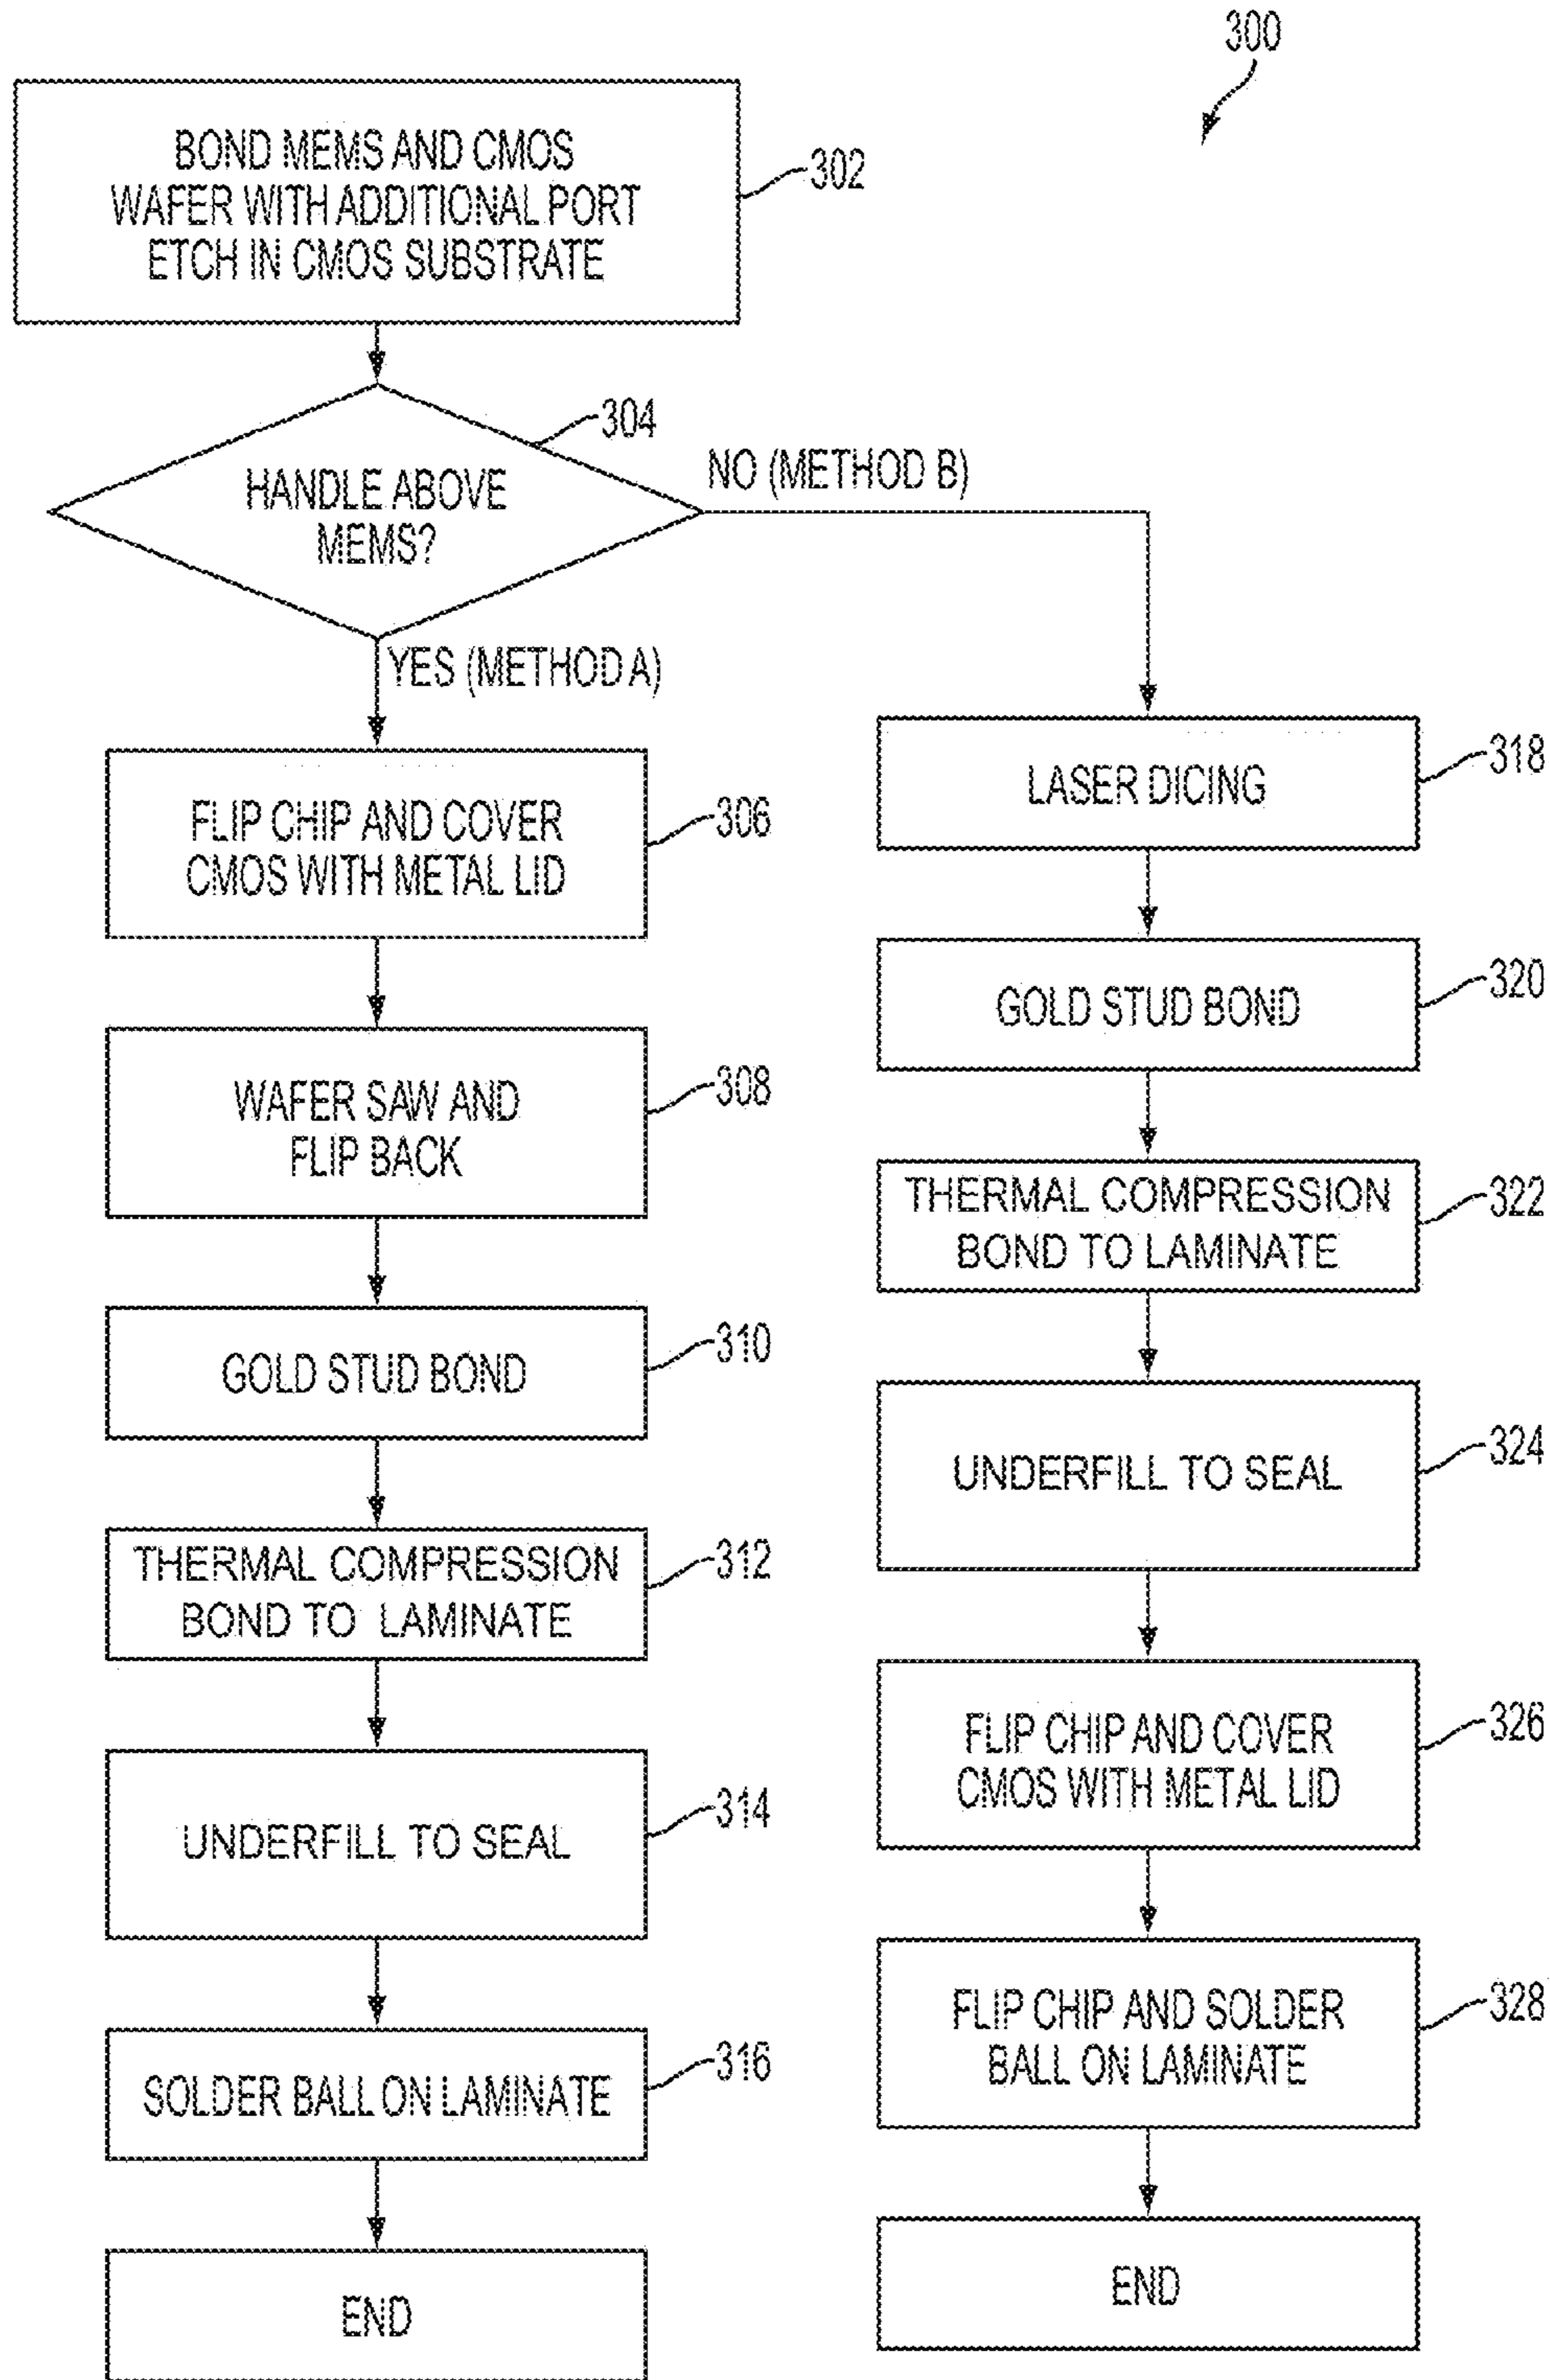 300
BOND MEMS AND CMOS
WAFER WITH ADDITIONAL PORT
ETCH IN CMOS SUBSTRATE
302
304
HANDLE ABOVE
MEMS?
NO (METHOD B)
YES (METHOD A)
FLIP CHIP AND COVER
CMOS WITH METAL LID
306
WAFER SAW AND
FLIP BACK
308
GOLD STUD BOND
310
THERMAL COMPRESSION
BOND TO LAMINATE
312
UNDERFILL TO SEAL
314
SOLDER BALL ON LAMINATE
316
END
LASER DICING
318
GOLD STUD BOND
320
THERMAL COMPRESSION
BOND TO LAMINATE
322
UNDERFILL TO SEAL
324
FLIP CHIP AND COVER
CMOS WITH METAL LID
326
FLIP CHIP AND SOLDER
BALL ON LAMINATE
328
END